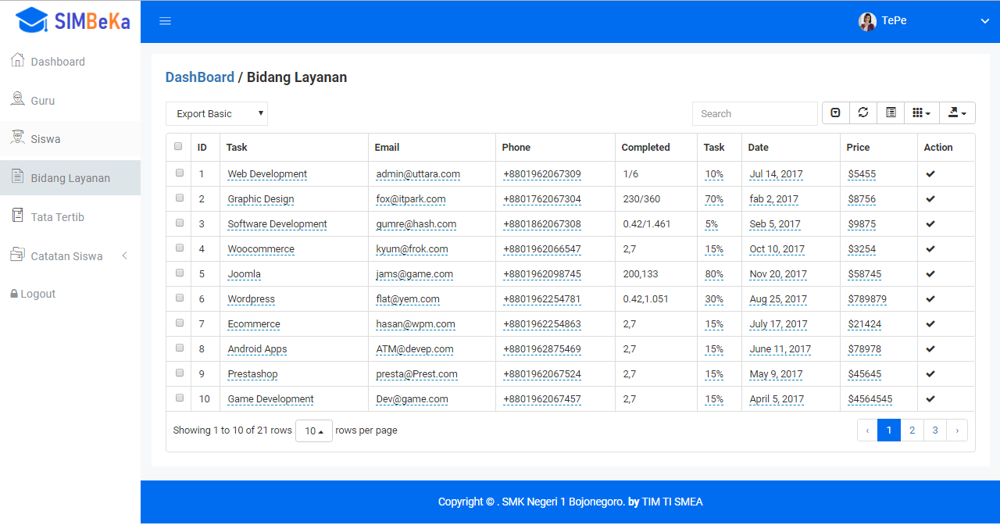 SIMBeKa
TePe
Dashboard
Guru
Siswa
Bidang Layanan
Tata Tertib
Catatan Siswa
Logout
DashBoard / Bidang Layanan
Export Basic
Search
ID Task Email Phone Completed Task Date Price Action
1 Web Development admin@uttara.com +8801962067309 1/6 10% Jul 14, 2017 $5455
2 Graphic Design fox@itpark.com +8801762067304 230/360 70% fab 2, 2017 $8756
3 Software Development gumre@hash.com +8801862067308 0.42/1.461 5% Seb 5, 2017 $9875
4 Woocommerce kyum@frok.com +8801962066547 2,7 15% Oct 10, 2017 $3254
5 Joomla jams@game.com +8801962098745 200,133 80% Nov 20, 2017 $58745
6 Wordpress flat@yem.com +8801962254781 0.42,1.051 30% Aug 25, 2017 $789879
7 Ecommerce hasan@wpm.com +8801962254863 2,7 15% July 17, 2017 $21424
8 Android Apps ATM@devep.com +8801962875469 2,7 15% June 11, 2017 $78978
9 Prestashop presta@Prest.com +8801962067524 2,7 15% May 9, 2017 $45645
10 Game Development Dev@game.com +8801962067457 2,7 15% April 5, 2017 $4564545
Showing 1 to 10 of 21 rows 10 rows per page ‹ 1 2 3 ›
Copyright © . SMK Negeri 1 Bojonegoro. by TIM TI SMEA